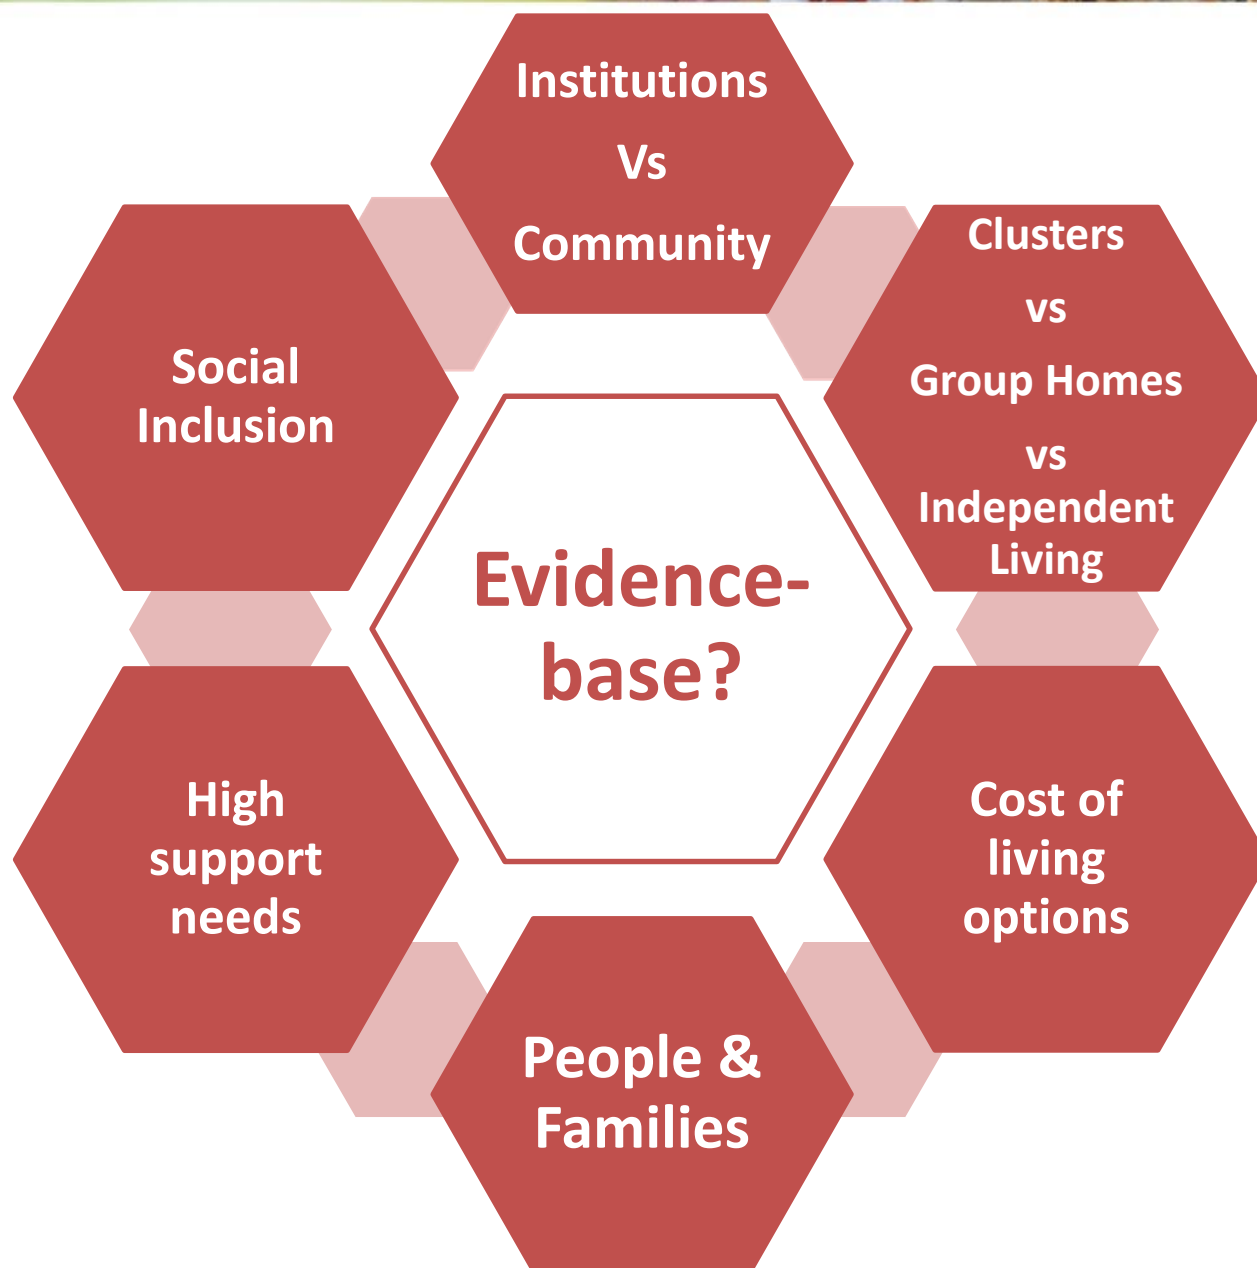 Institutions
Vs
Community
Clusters
vs
Group Homes
vs
Independent
Living
Social
Inclusion
Evidence-
base?
High
support
needs
Cost of
living
options
People &
Families